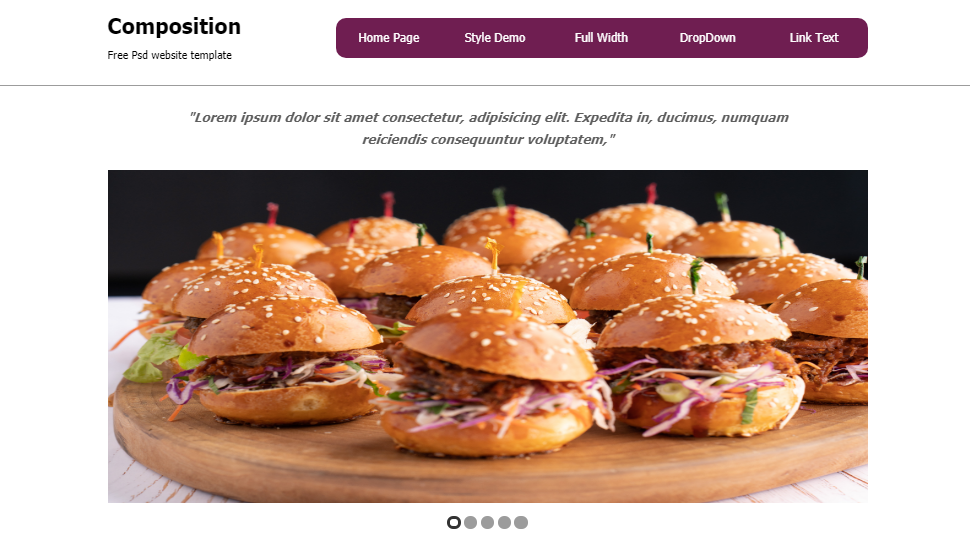 Composition
Free Psd website template
Home Page
Style Demo
Full Width
DropDown
Link Text
"Lorem ipsum dolor sit amet consectetur, adipisicing elit. Expedita in, ducimus, numquam
reiciendis consequuntur voluptatem,"